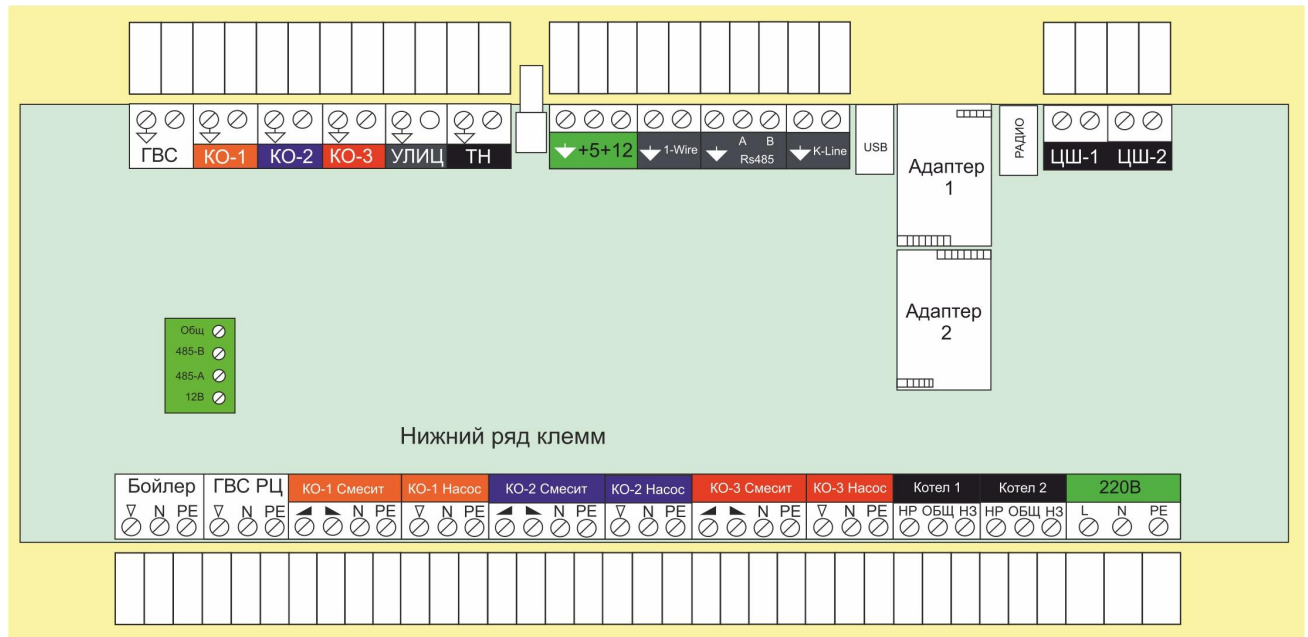 ГВС КО-1 КО-2 КО-3 УЛИЦ ТН
+5+12 1-Wire A B Rs485 K-Line
USB
Адаптер
1
РАДИО
ЦШ-1 ЦШ-2
Адаптер
2
Общ
485-B
485-A
12В
Нижний ряд клемм
Бойлер ГВС РЦ КО-1 Смесит КО-1 Насос КО-2 Смесит КО-2 Насос КО-3 Смесит КО-3 Насос Котел 1 Котел 2 220В
N PE N PE N PE N PE N PE N PE N PE N PE НР ОБЩ НЗ НР ОБЩ НЗ L N PE